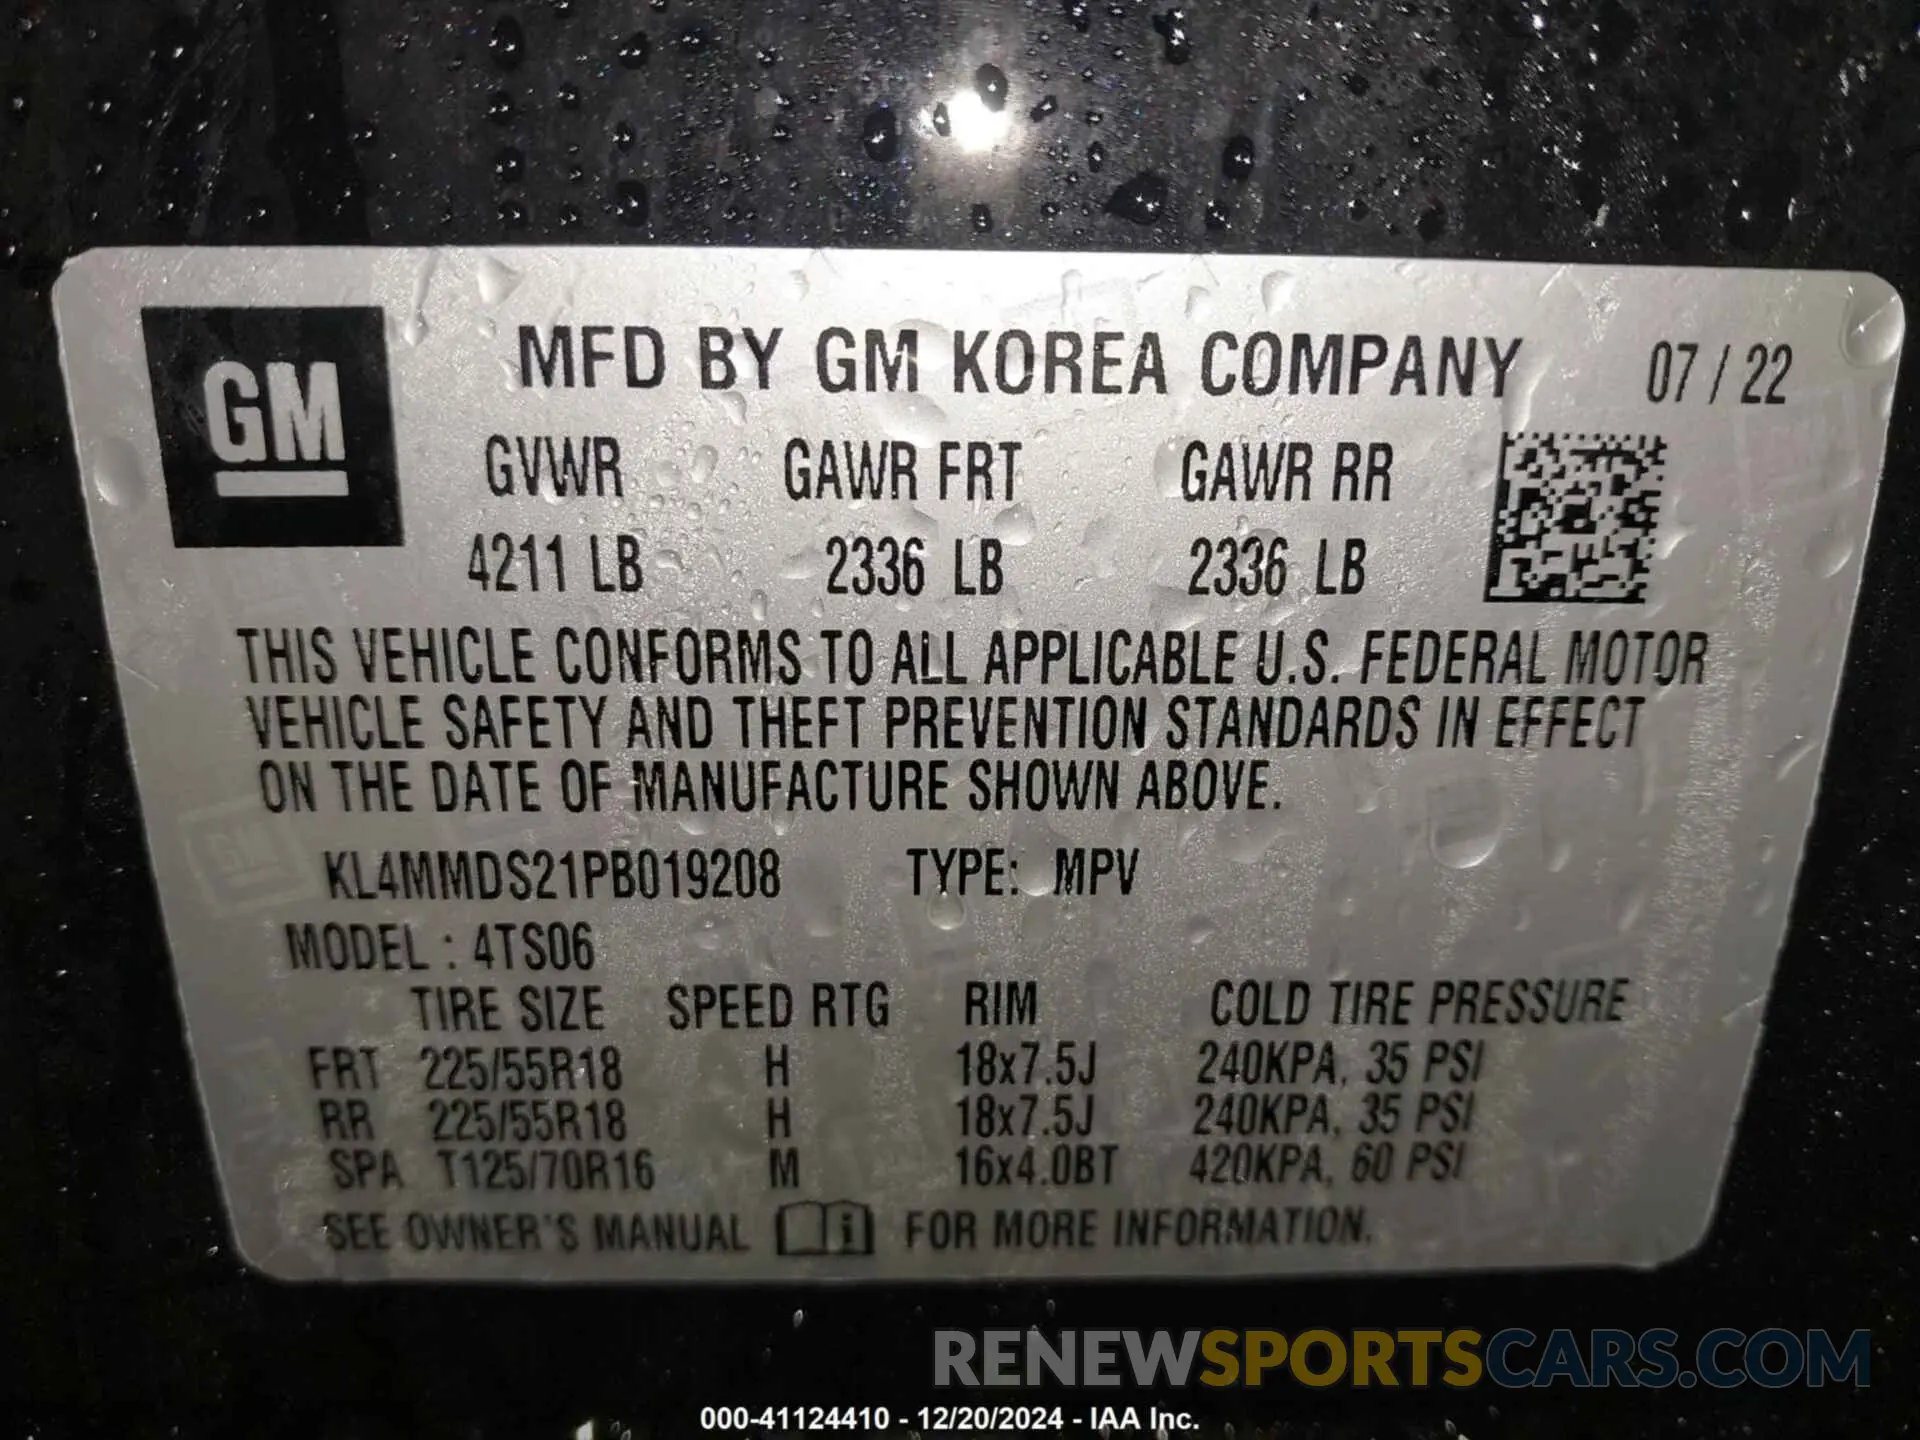 GM
MFD BY GM KOREA COMPANY 07 / 22
GVWR GAWR FRT GAWR RR
4211 LB 2336 LB 2336 LB
THIS VEHICLE CONFORMS TO ALL APPLICABLE U.S. FEDERAL MOTOR
VEHICLE SAFETY AND THEFT PREVENTION STANDARDS IN EFFECT
ON THE DATE OF MANUFACTURE SHOWN ABOVE.
KL4MMDS21PB019208 TYPE: MPV
MODEL : 4TS06
TIRE SIZE SPEED RTG RIM COLD TIRE PRESSURE
FRT 225/55R18 H 18x7.5J 240KPA, 35 PSI
RR 225/55R18 H 18x7.5J 240KPA, 35 PSI
SPA T125/70R16 M 16x4.0BT 420KPA, 60 PSI
SEE OWNER'S MANUAL i FOR MORE INFORMATION.
RENEWSPORTSCARS.COM
000-41124410 - 12/20/2024 - IAA Inc.